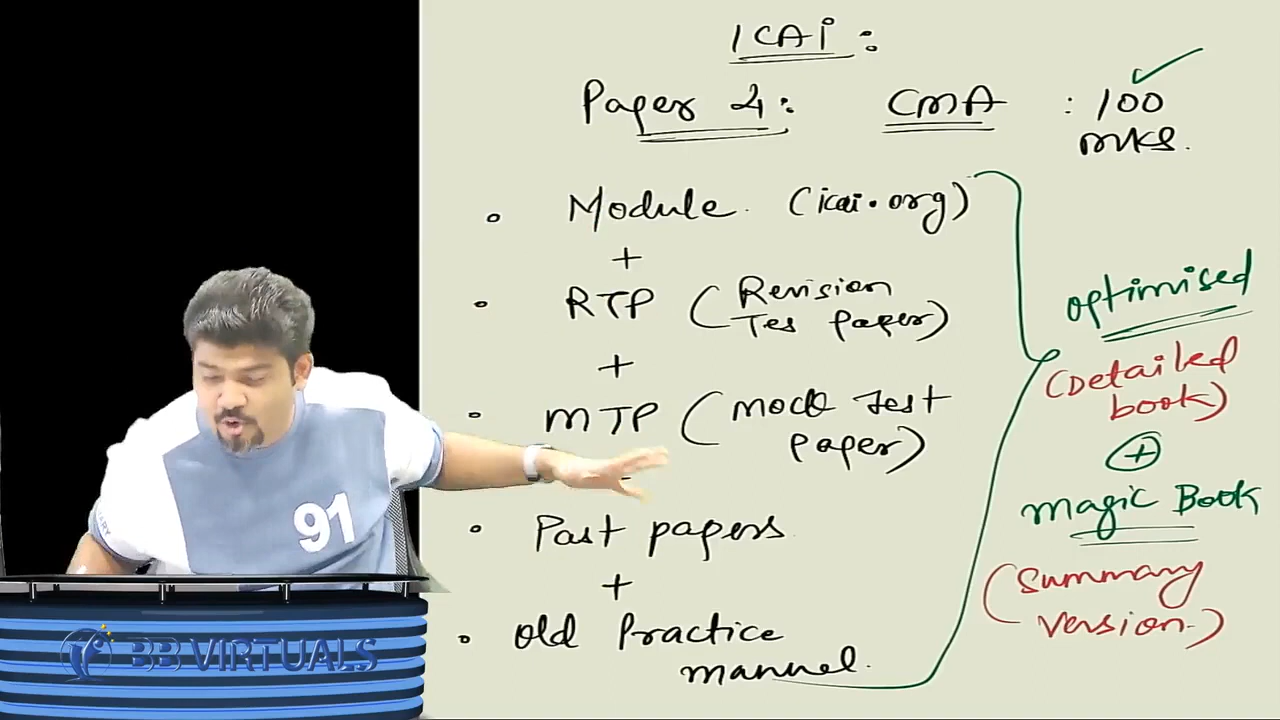 ICAI :
Paper 4: CMA : 100
mks.
• Module. (icai.org)
+
• RTP (Revision
Tes paper)
+
• MTP (Mock Test
paper)
• Past papers
+
• Old Practice
manual.
optimised
(Detailed
book)
+
Magic Book
(Summary
version.)
91
BB VIRTUALS